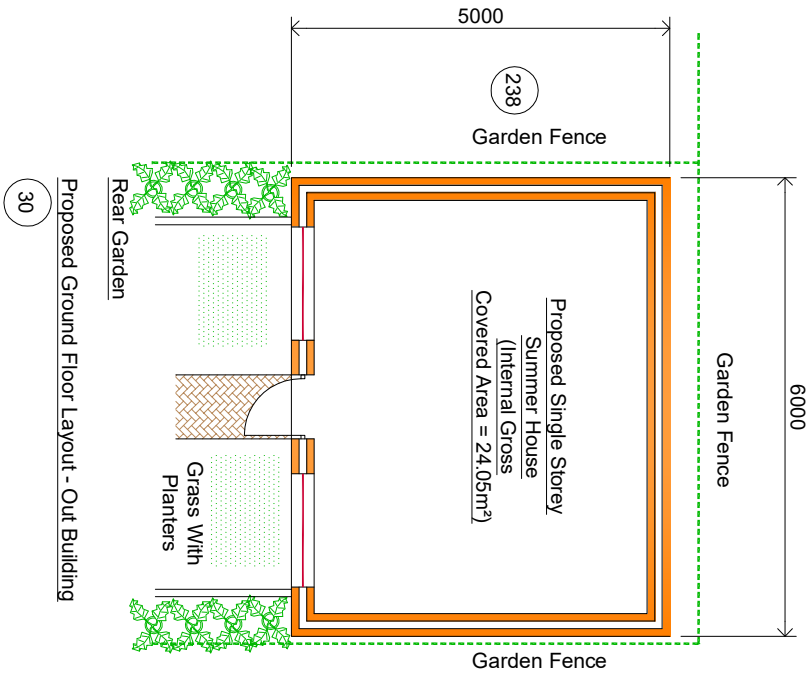 5000
238
Garden Fence
6000
Garden Fence
Garden Fence
Proposed Single Storey
Summer House
(Internal Gross
Covered Area = 24.05m²)
Grass With
Planters
Rear Garden
Proposed Ground Floor Layout - Out Building
30